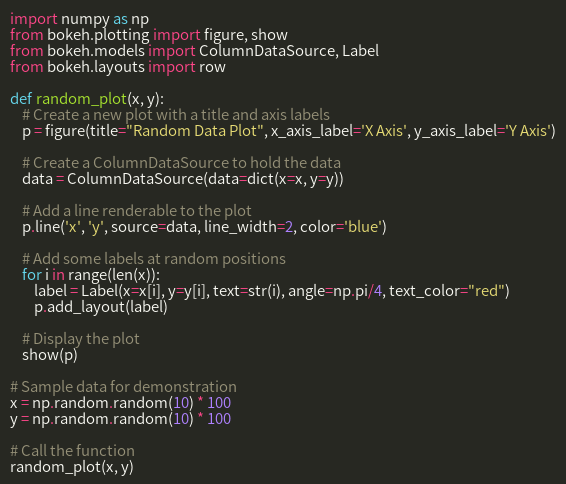 import numpy as np
from bokeh.plotting import figure, show
from bokeh.models import ColumnDataSource, Label
from bokeh.layouts import row

def random_plot(x, y):
    # Create a new plot with a title and axis labels
    p = figure(title="Random Data Plot", x_axis_label='X Axis', y_axis_label='Y Axis')

    # Create a ColumnDataSource to hold the data
    data = ColumnDataSource(data=dict(x=x, y=y))

    # Add a line renderable to the plot
    p.line('x', 'y', source=data, line_width=2, color='blue')

    # Add some labels at random positions
    for i in range(len(x)):
        label = Label(x=x[i], y=y[i], text=str(i), angle=np.pi/4, text_color="red")
        p.add_layout(label)

    # Display the plot
    show(p)

# Sample data for demonstration
x = np.random.random(10) * 100
y = np.random.random(10) * 100

# Call the function
random_plot(x, y)